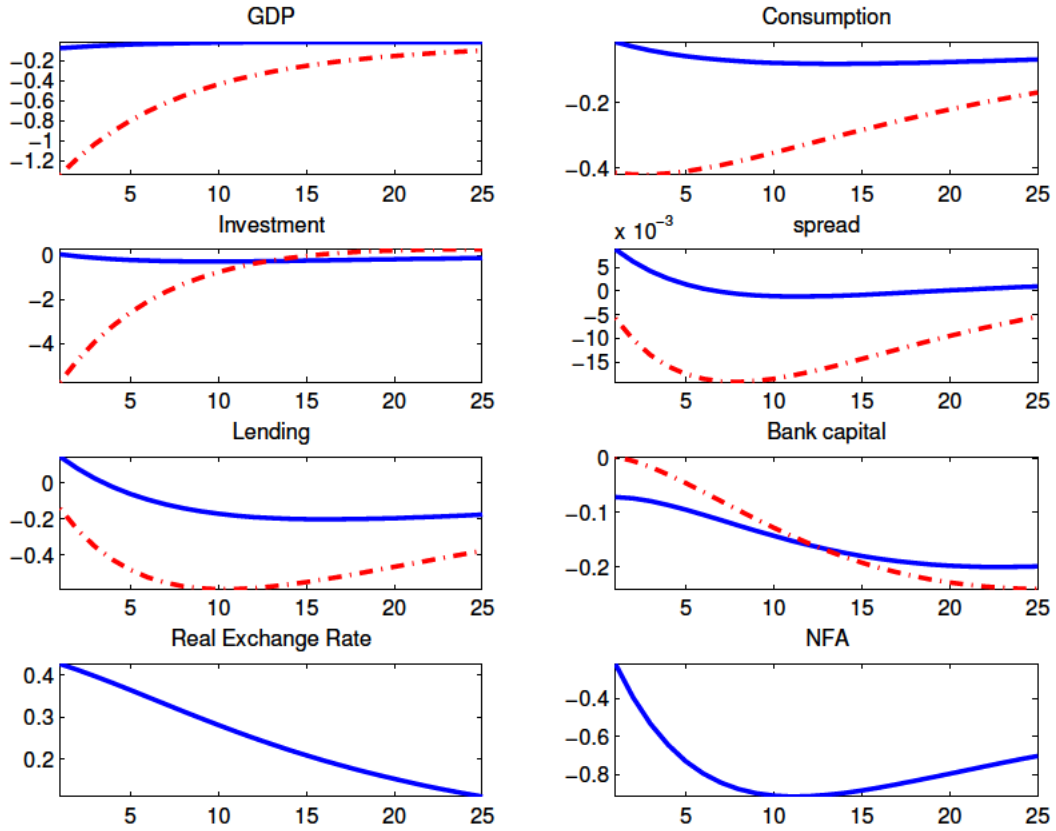 GDP
−0.2
−0.4
−0.6
−0.8
−1
−1.2
5 10 15 20 25
Consumption
−0.2
−0.4
5 10 15 20 25
Investment
0
−2
−4
5 10 15 20 25
spread
x 10⁻³
5
0
−5
−10
−15
5 10 15 20 25
Lending
0
−0.2
−0.4
5 10 15 20 25
Bank capital
0
−0.1
−0.2
5 10 15 20 25
Real Exchange Rate
0.4
0.3
0.2
5 10 15 20 25
NFA
−0.4
−0.6
−0.8
5 10 15 20 25